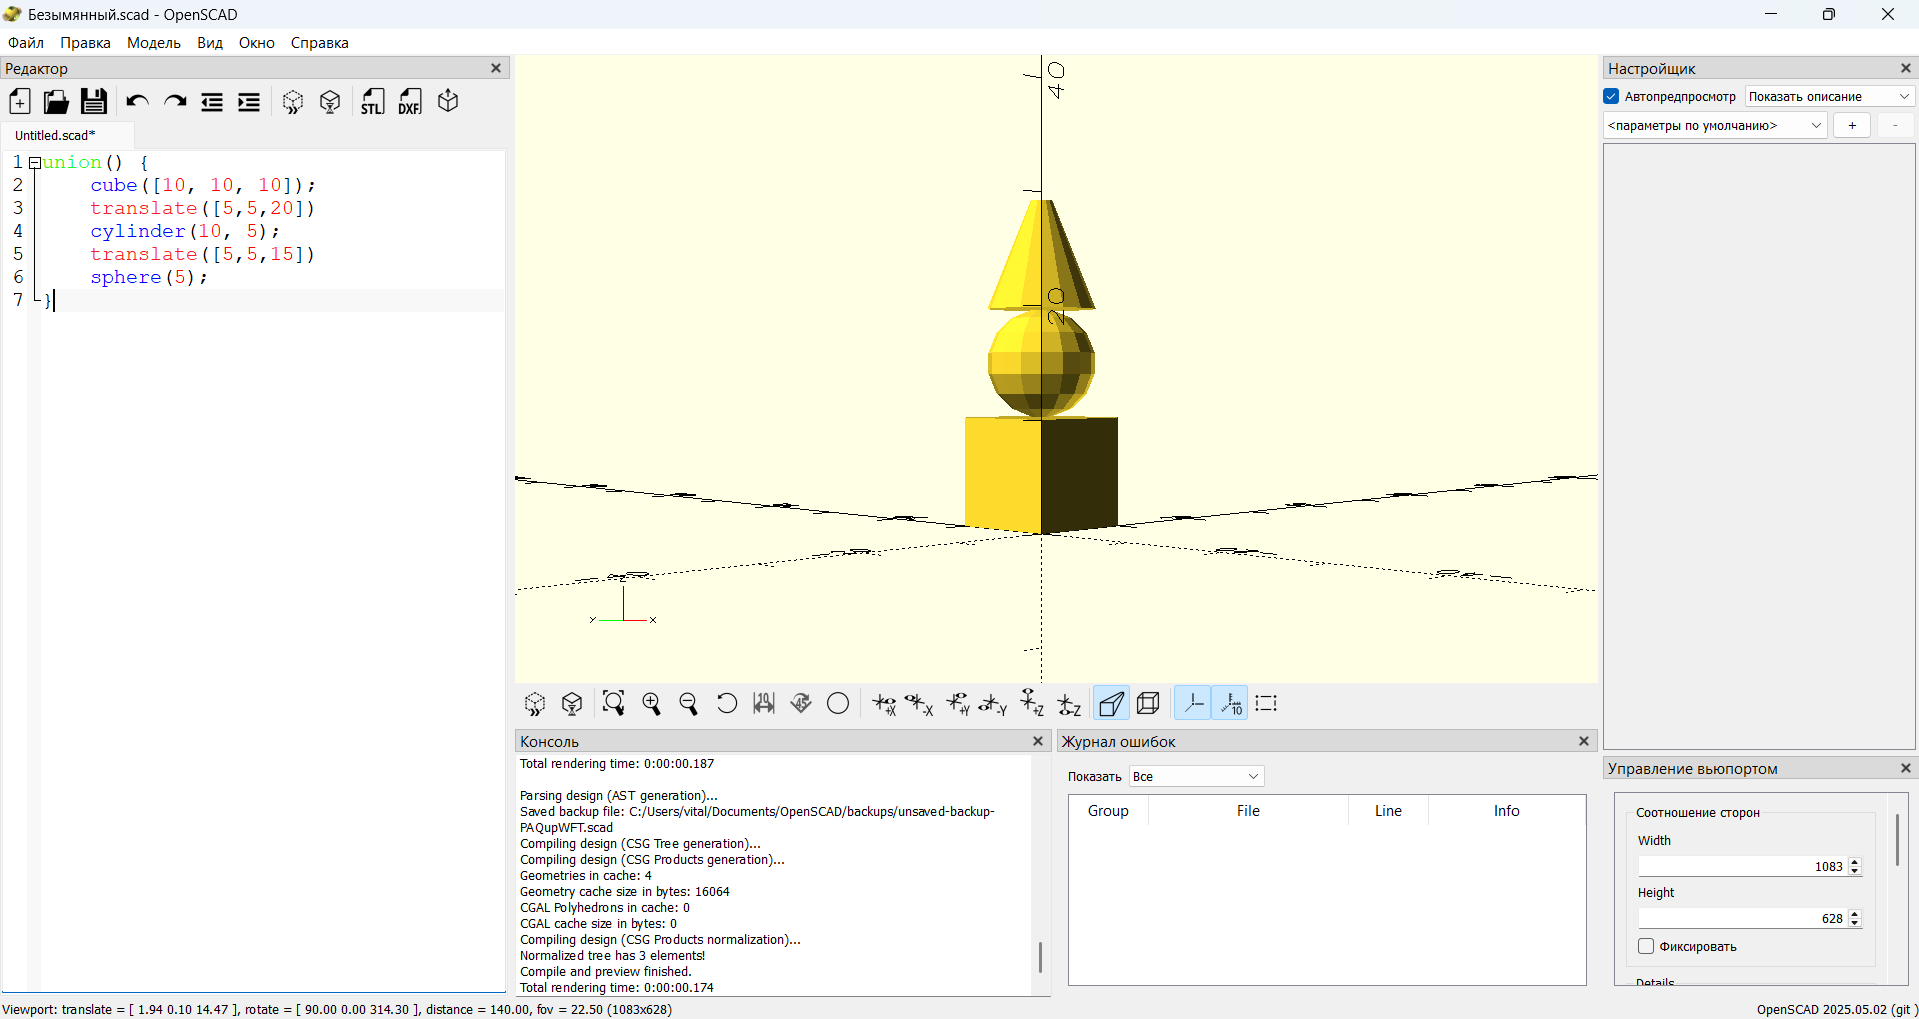 Безымянный.scad - OpenSCAD
Файл Правка Модель Вид Окно Справка
Редактор
STL DXF
Untitled.scad*
1 union() {
2 cube([10, 10, 10]);
3 translate([5,5,20])
4 cylinder(10, 5);
5 translate([5,5,15])
6 sphere(5);
7 }
40
20
Y X
10 45 +X -X +Y -Y +Z -Z 10
Консоль
Total rendering time: 0:00:00.187
Parsing design (AST generation)...
Saved backup file: C:/Users/vital/Documents/OpenSCAD/backups/unsaved-backup-
PAQupWFT.scad
Compiling design (CSG Tree generation)...
Compiling design (CSG Products generation)...
Geometries in cache: 4
Geometry cache size in bytes: 16064
CGAL Polyhedrons in cache: 0
CGAL cache size in bytes: 0
Compiling design (CSG Products normalization)...
Normalized tree has 3 elements!
Compile and preview finished.
Total rendering time: 0:00:00.174
Журнал ошибок
Показать Все
Group File Line Info
Настройщик
Автопредпросмотр Показать описание
<параметры по умолчанию> + -
Управление вьюпортом
Соотношение сторон
Width
1083
Height
628
Фиксировать
Details
Viewport: translate = [ 1.94 0.10 14.47 ], rotate = [ 90.00 0.00 314.30 ], distance = 140.00, fov = 22.50 (1083x628)
OpenSCAD 2025.05.02 (git )